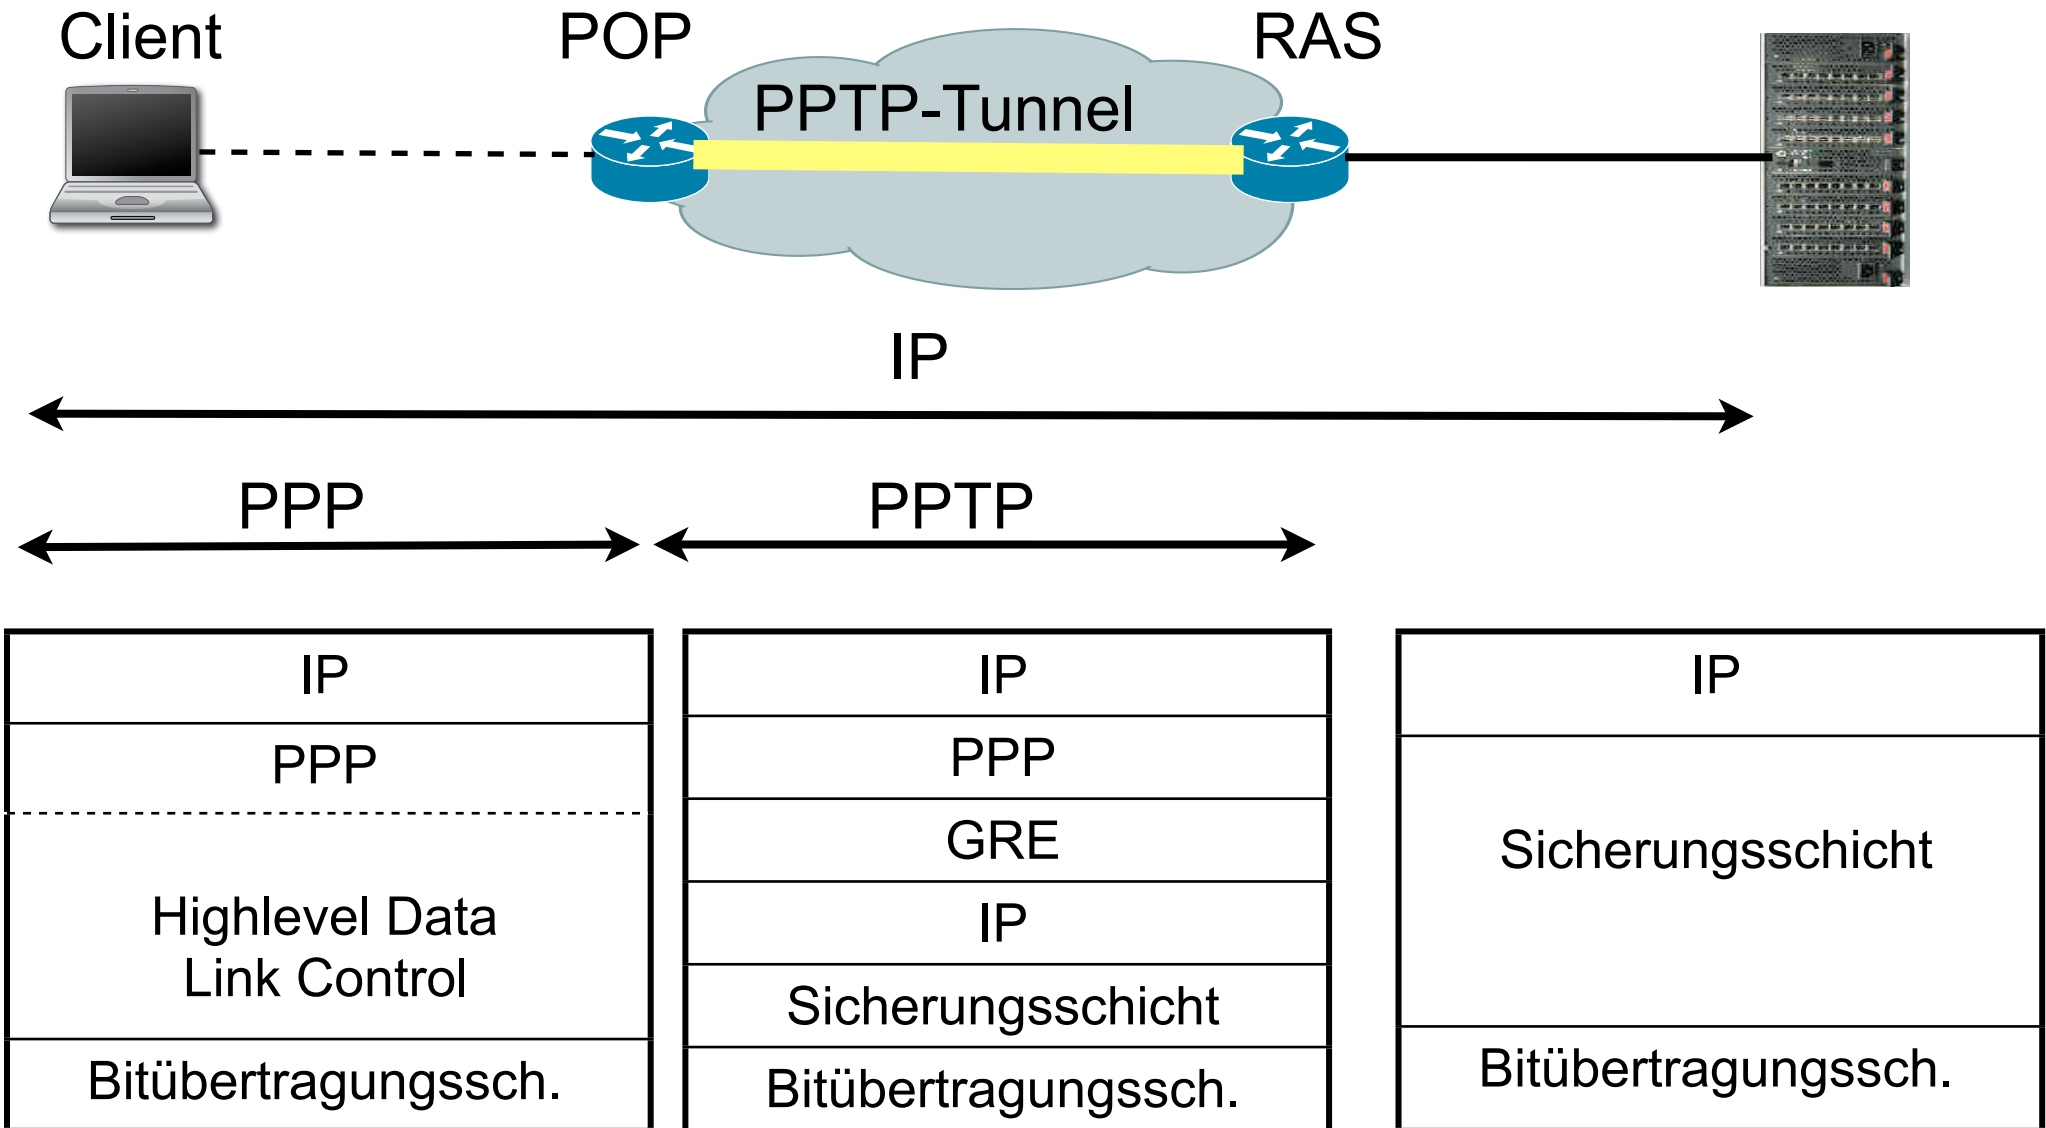 Client
POP
RAS
PPTP-Tunnel
IP
PPP
PPTP
IP
PPP
Highlevel Data
Link Control
Bitübertragungssch.
IP
PPP
GRE
IP
Sicherungsschicht
Bitübertragungssch.
IP
Sicherungsschicht
Bitübertragungssch.